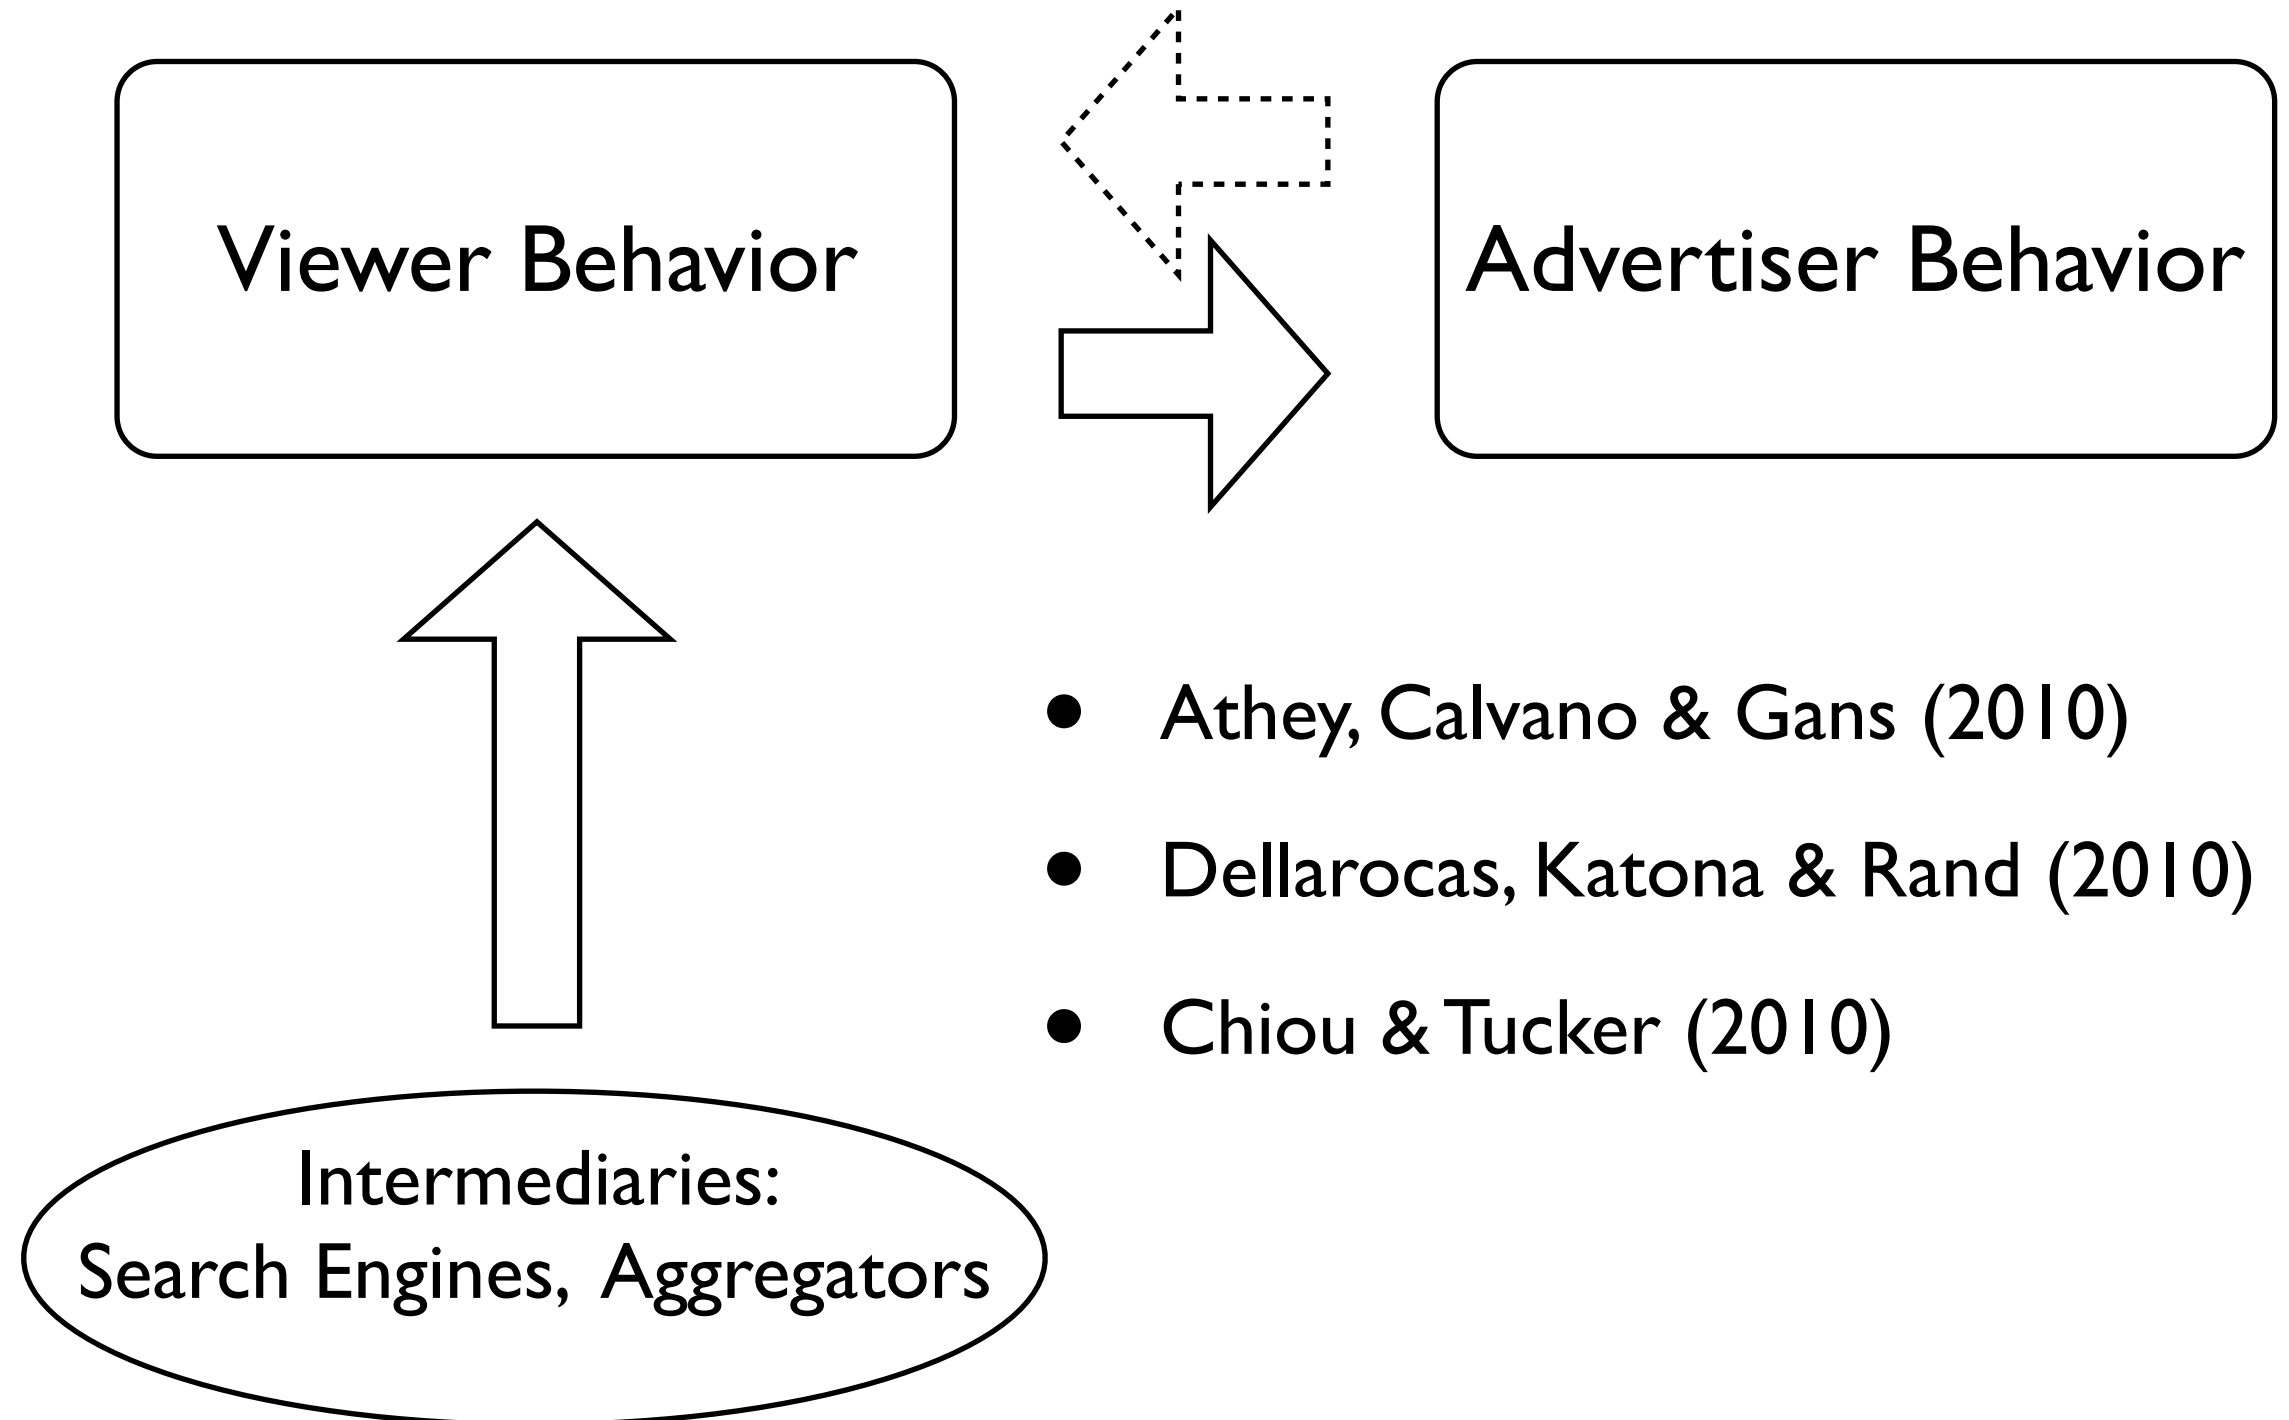 Viewer Behavior
Advertiser Behavior
• Athey, Calvano & Gans (2010)
• Dellarocas, Katona & Rand (2010)
• Chiou & Tucker (2010)
Intermediaries:
Search Engines, Aggregators